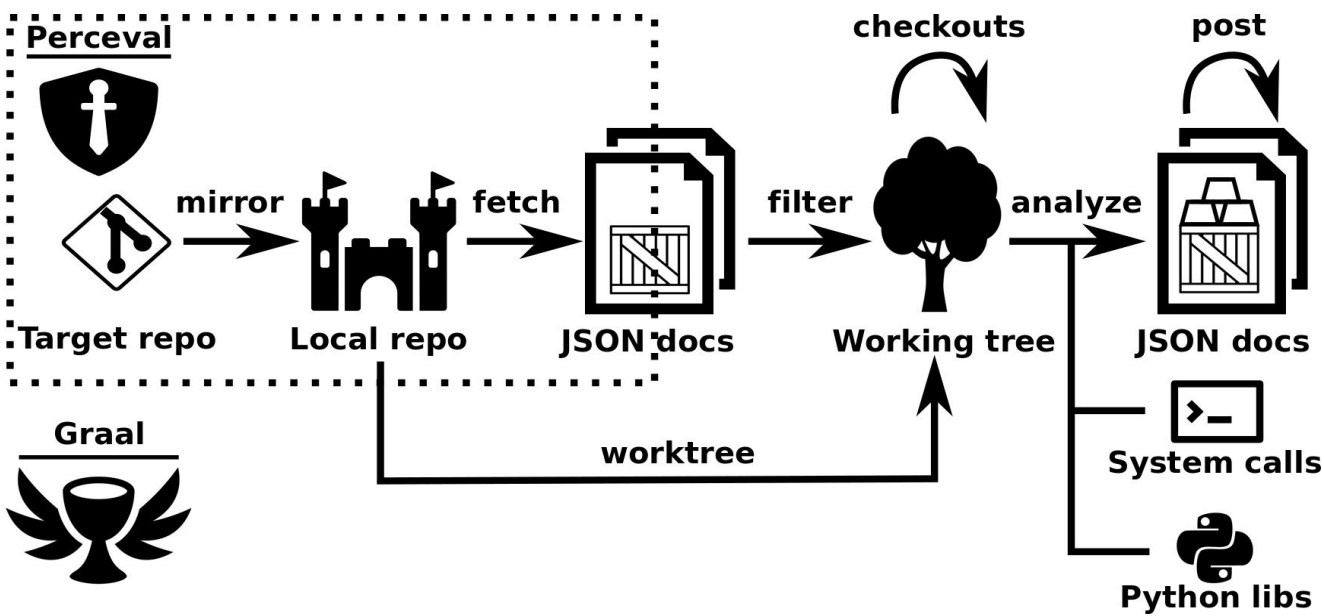 Perceval
checkouts
post
mirror
fetch
filter
analyze
Target repo
Local repo
JSON docs
Working tree
JSON docs
Graal
worktree
System calls
Python libs